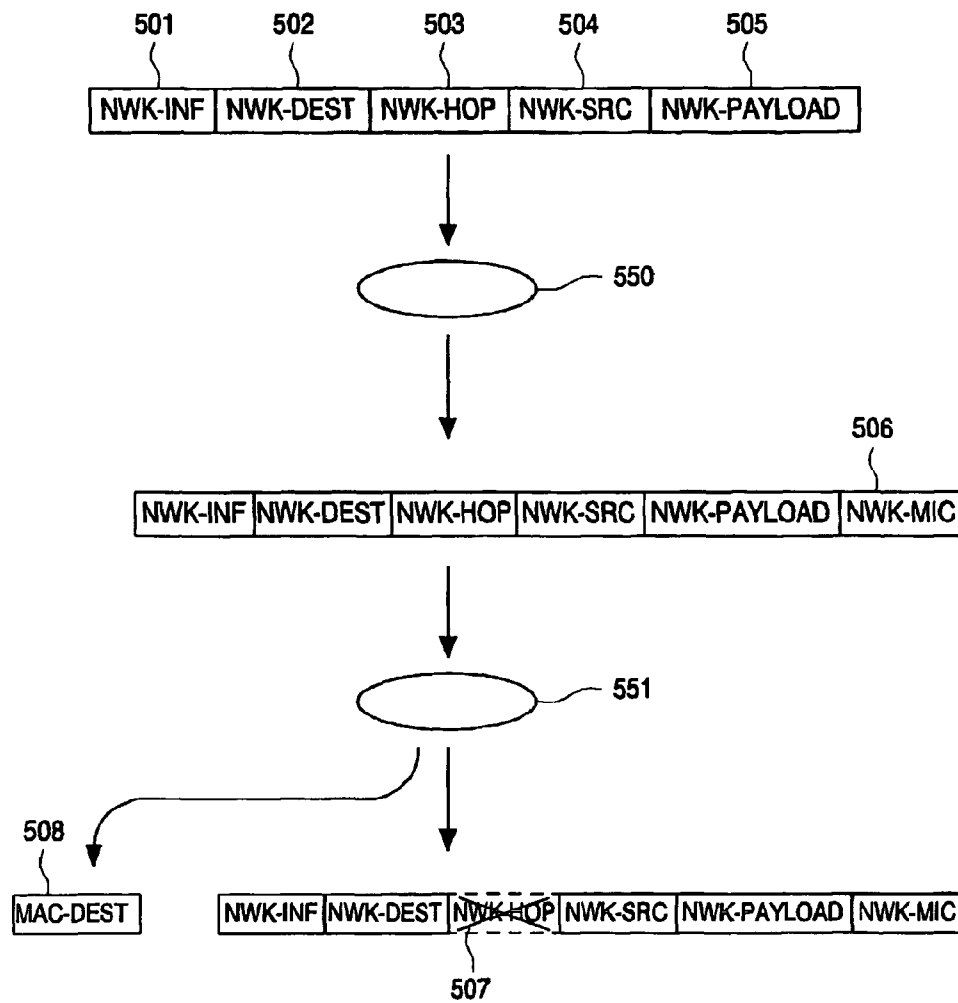 501 502 503 504 505
NWK-INF NWK-DEST NWK-HOP NWK-SRC NWK-PAYLOAD
550
506
NWK-INF NWK-DEST NWK-HOP NWK-SRC NWK-PAYLOAD NWK-MIC
551
508
MAC-DEST NWK-INF NWK-DEST NWK-HOP NWK-SRC NWK-PAYLOAD NWK-MIC
507